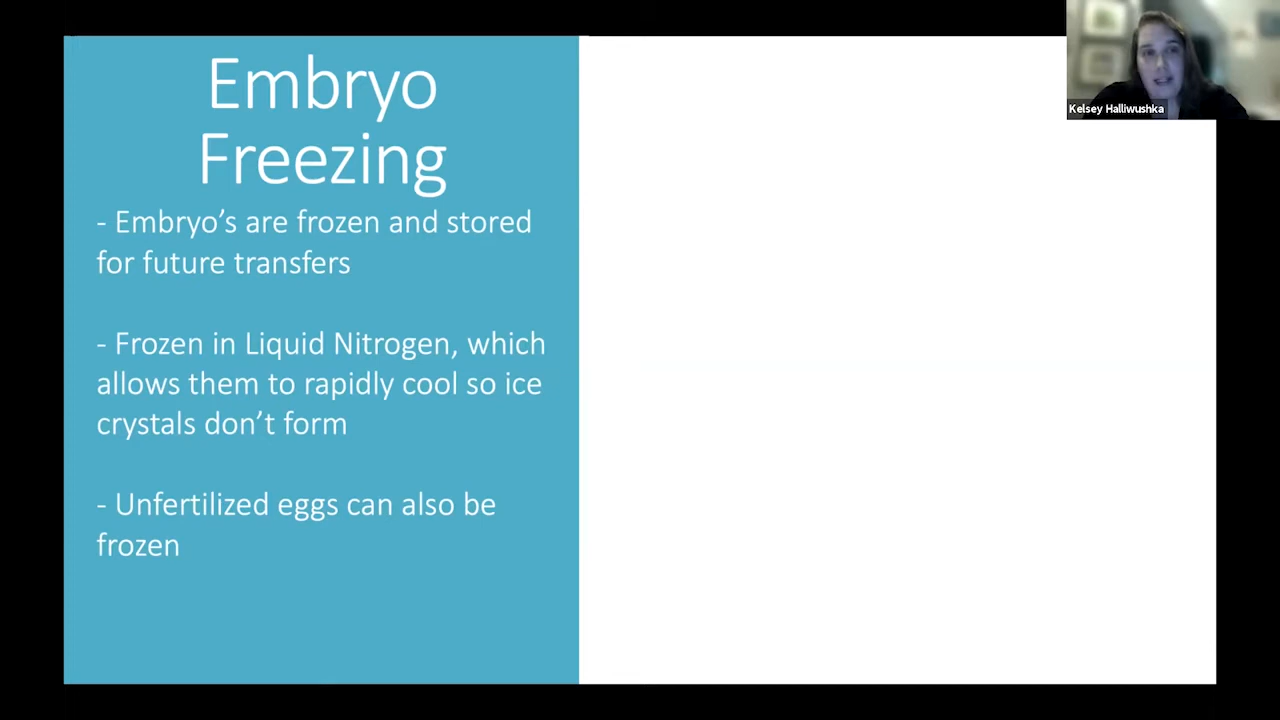 Embryo
Freezing
- Embryo’s are frozen and stored
for future transfers
- Frozen in Liquid Nitrogen, which
allows them to rapidly cool so ice
crystals don’t form
- Unfertilized eggs can also be
frozen
Kelsey Halliwushka